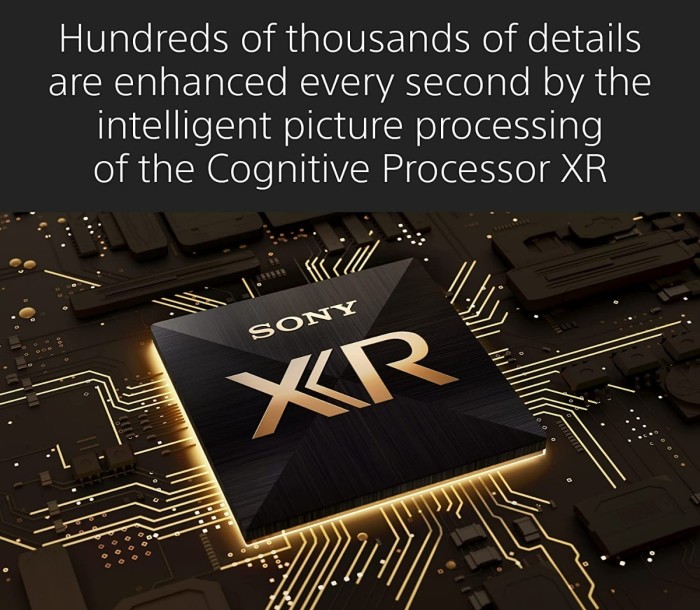 Hundreds of thousands of details
are enhanced every second by the
intelligent picture processing
of the Cognitive Processor XR
SONY
XR